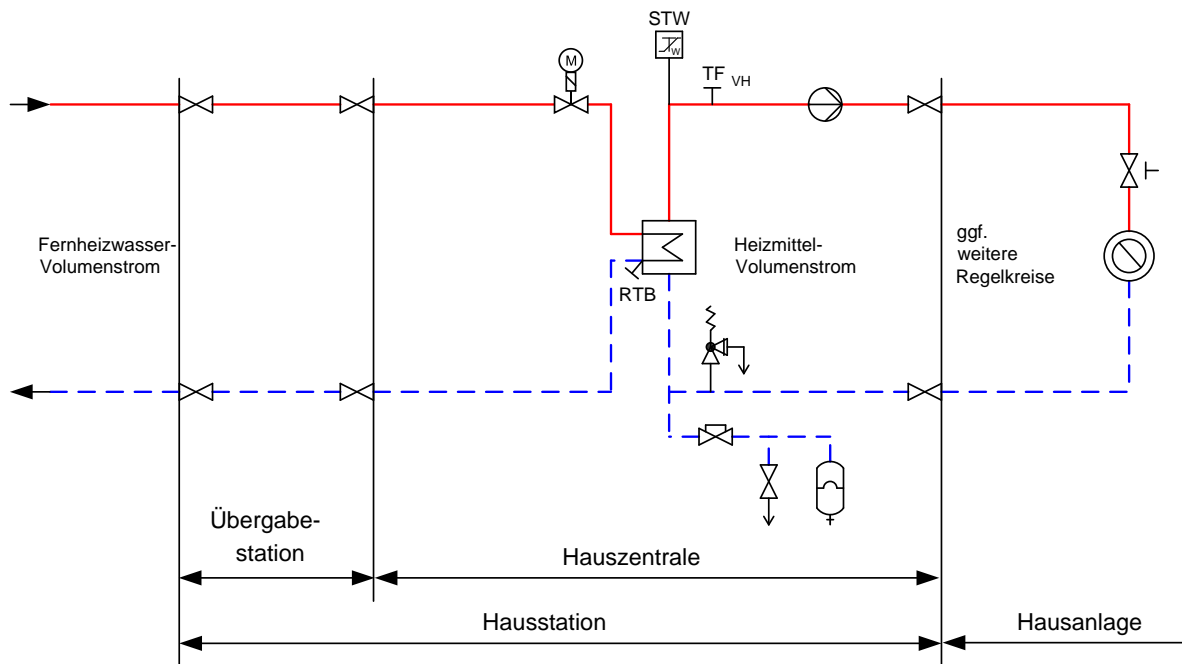 STW
W
M
TF VH
Fernheizwasser-
Volumenstrom
Heizmittel-
Volumenstrom
ggf.
weitere
Regelkreise
RTB
Übergabe-
station
Hauszentrale
Hausstation
Hausanlage